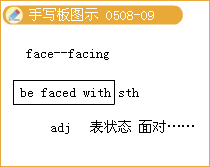 手写板图示 0508-09
face--facing
be faced with sth
adj 表状态 面对……